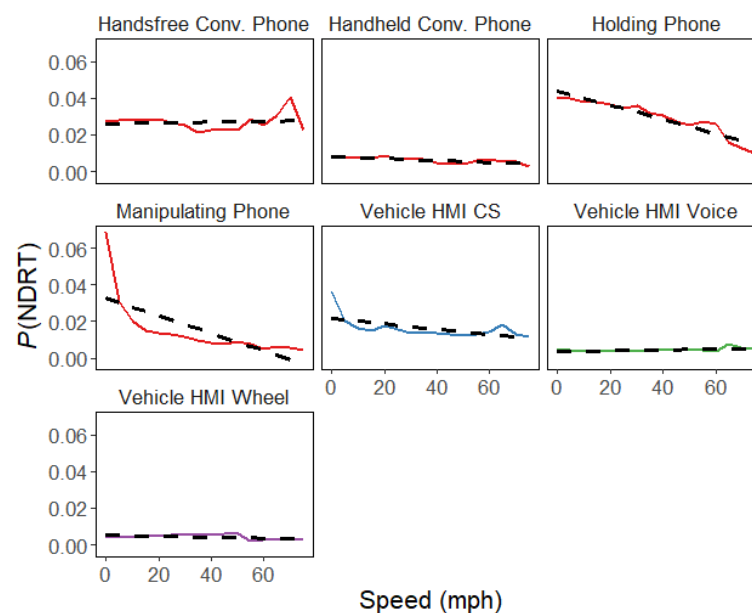 Handsfree Conv. Phone
Handheld Conv. Phone
Holding Phone
0.06
0.04
0.02
0.00
Manipulating Phone
Vehicle HMI CS
Vehicle HMI Voice
0.06
0.04
0.02
0.00
0 20 40 60
0 20 40 60
Vehicle HMI Wheel
0.06
0.04
0.02
0.00
0 20 40 60
P(NDRT)
Speed (mph)